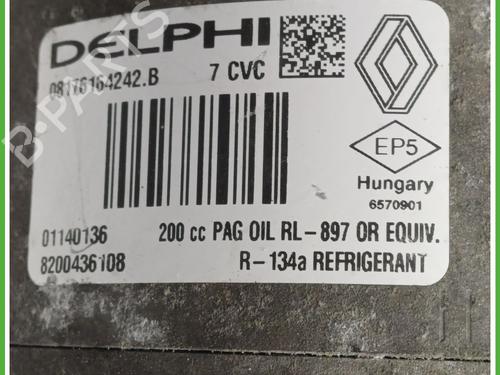 DELPHI
08176164242.B 7 CVC
EP5
Hungary
6570901
01140136 200 cc PAG OIL RL-897 OR EQUIV.
8200436108 R-134a REFRIGERANT